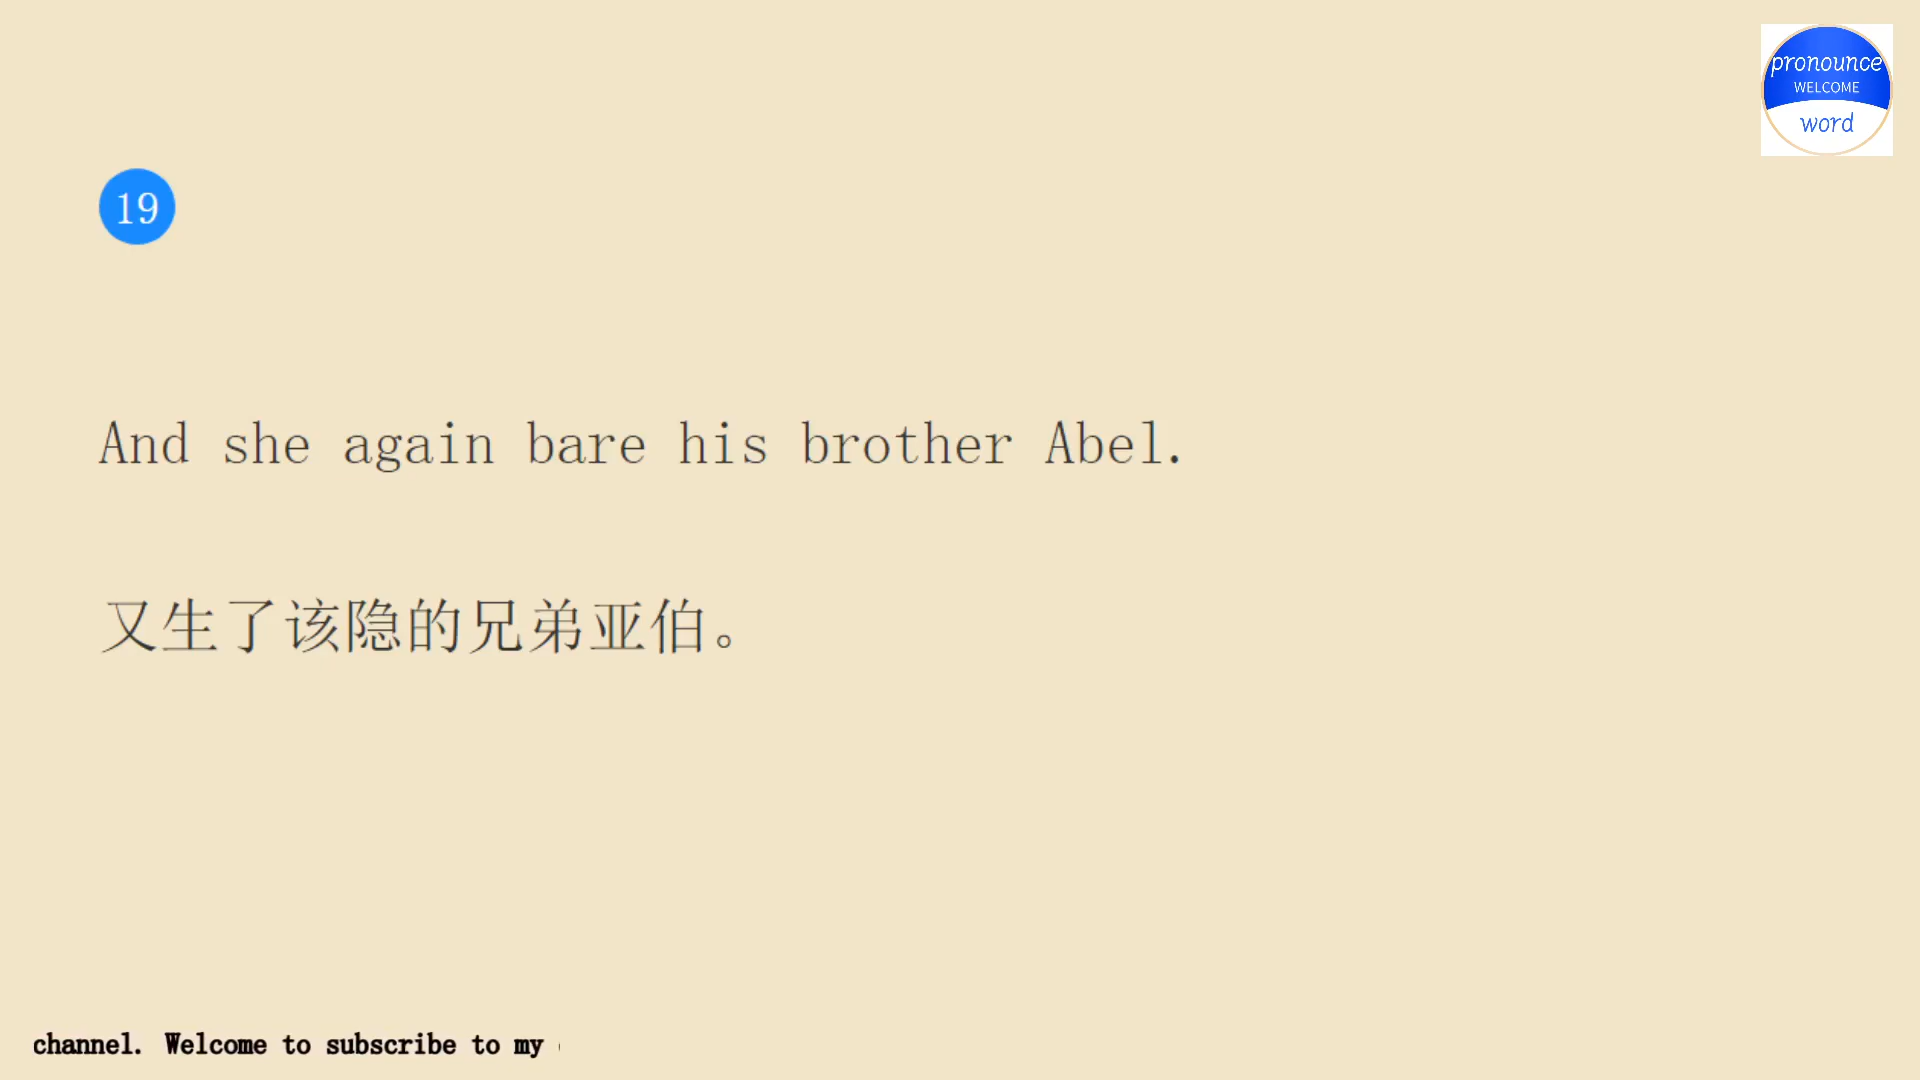 pronounce
WELCOME
word
19
And she again bare his brother Abel.
又生了该隐的兄弟亚伯。
channel. Welcome to subscribe to my